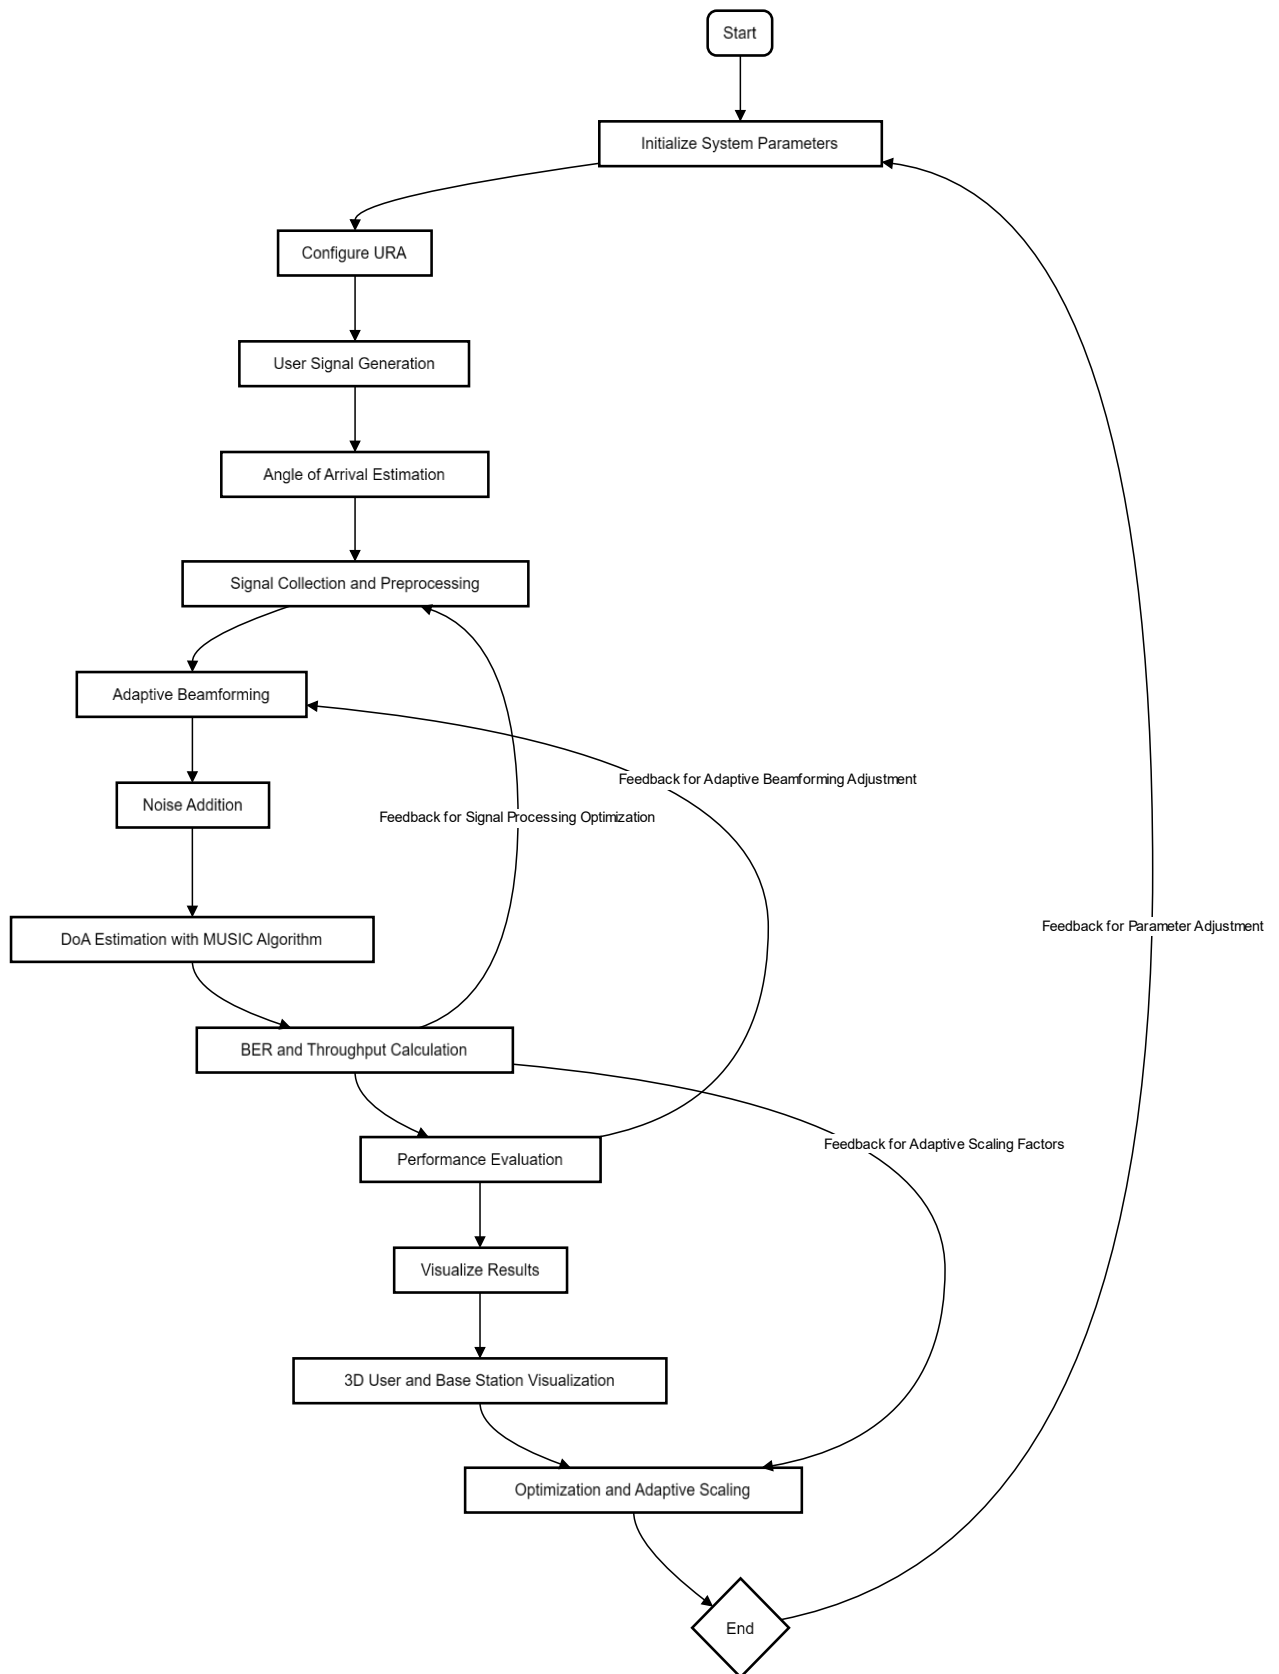 Start
Initialize System Parameters
Configure URA
User Signal Generation
Angle of Arrival Estimation
Signal Collection and Preprocessing
Adaptive Beamforming
Feedback for Adaptive Beamforming Adjustment
Noise Addition
Feedback for Signal Processing Optimization
Feedback for Parameter Adjustment
DoA Estimation with MUSIC Algorithm
BER and Throughput Calculation
Feedback for Adaptive Scaling Factors
Performance Evaluation
Visualize Results
3D User and Base Station Visualization
Optimization and Adaptive Scaling
End